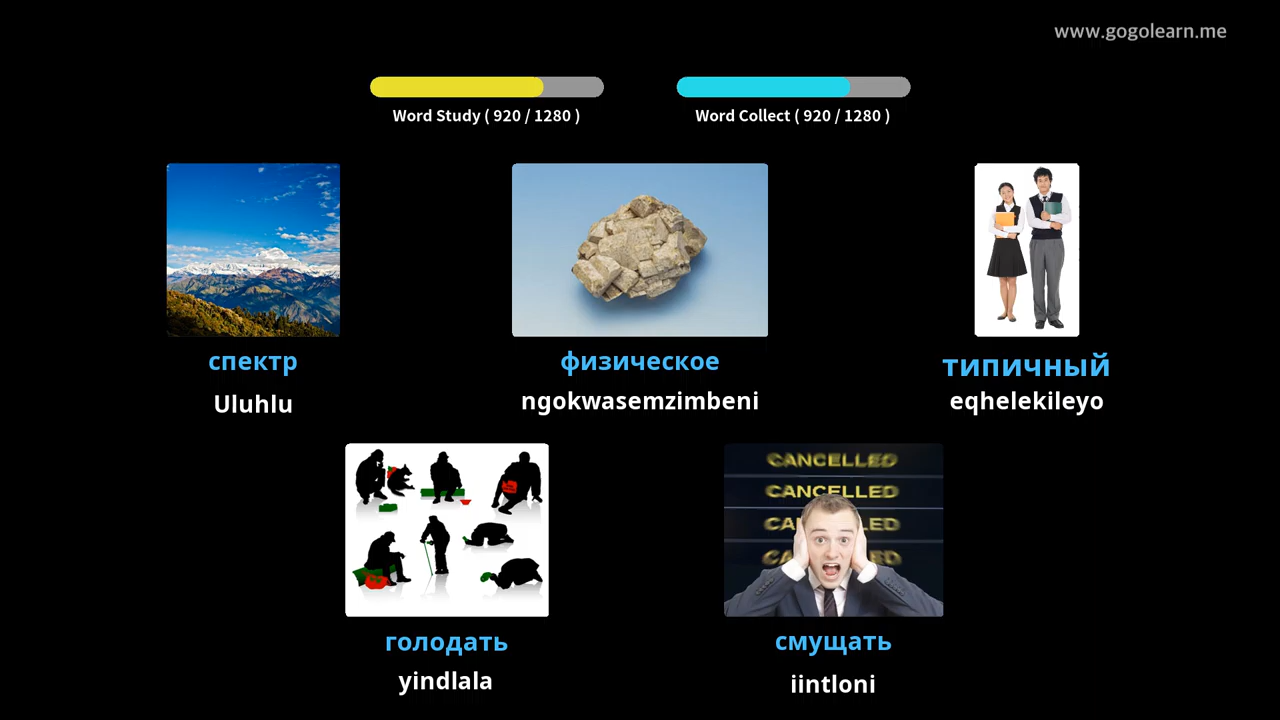 www.gogolearn.me
Word Study ( 920 / 1280 )
Word Collect ( 920 / 1280 )
спектр
Uluhlu
физическое
ngokwasemzimbeni
типичный
eqhelekileyo
CANCELLED
CANCELLED
голодать
yindlala
смущать
iintloni